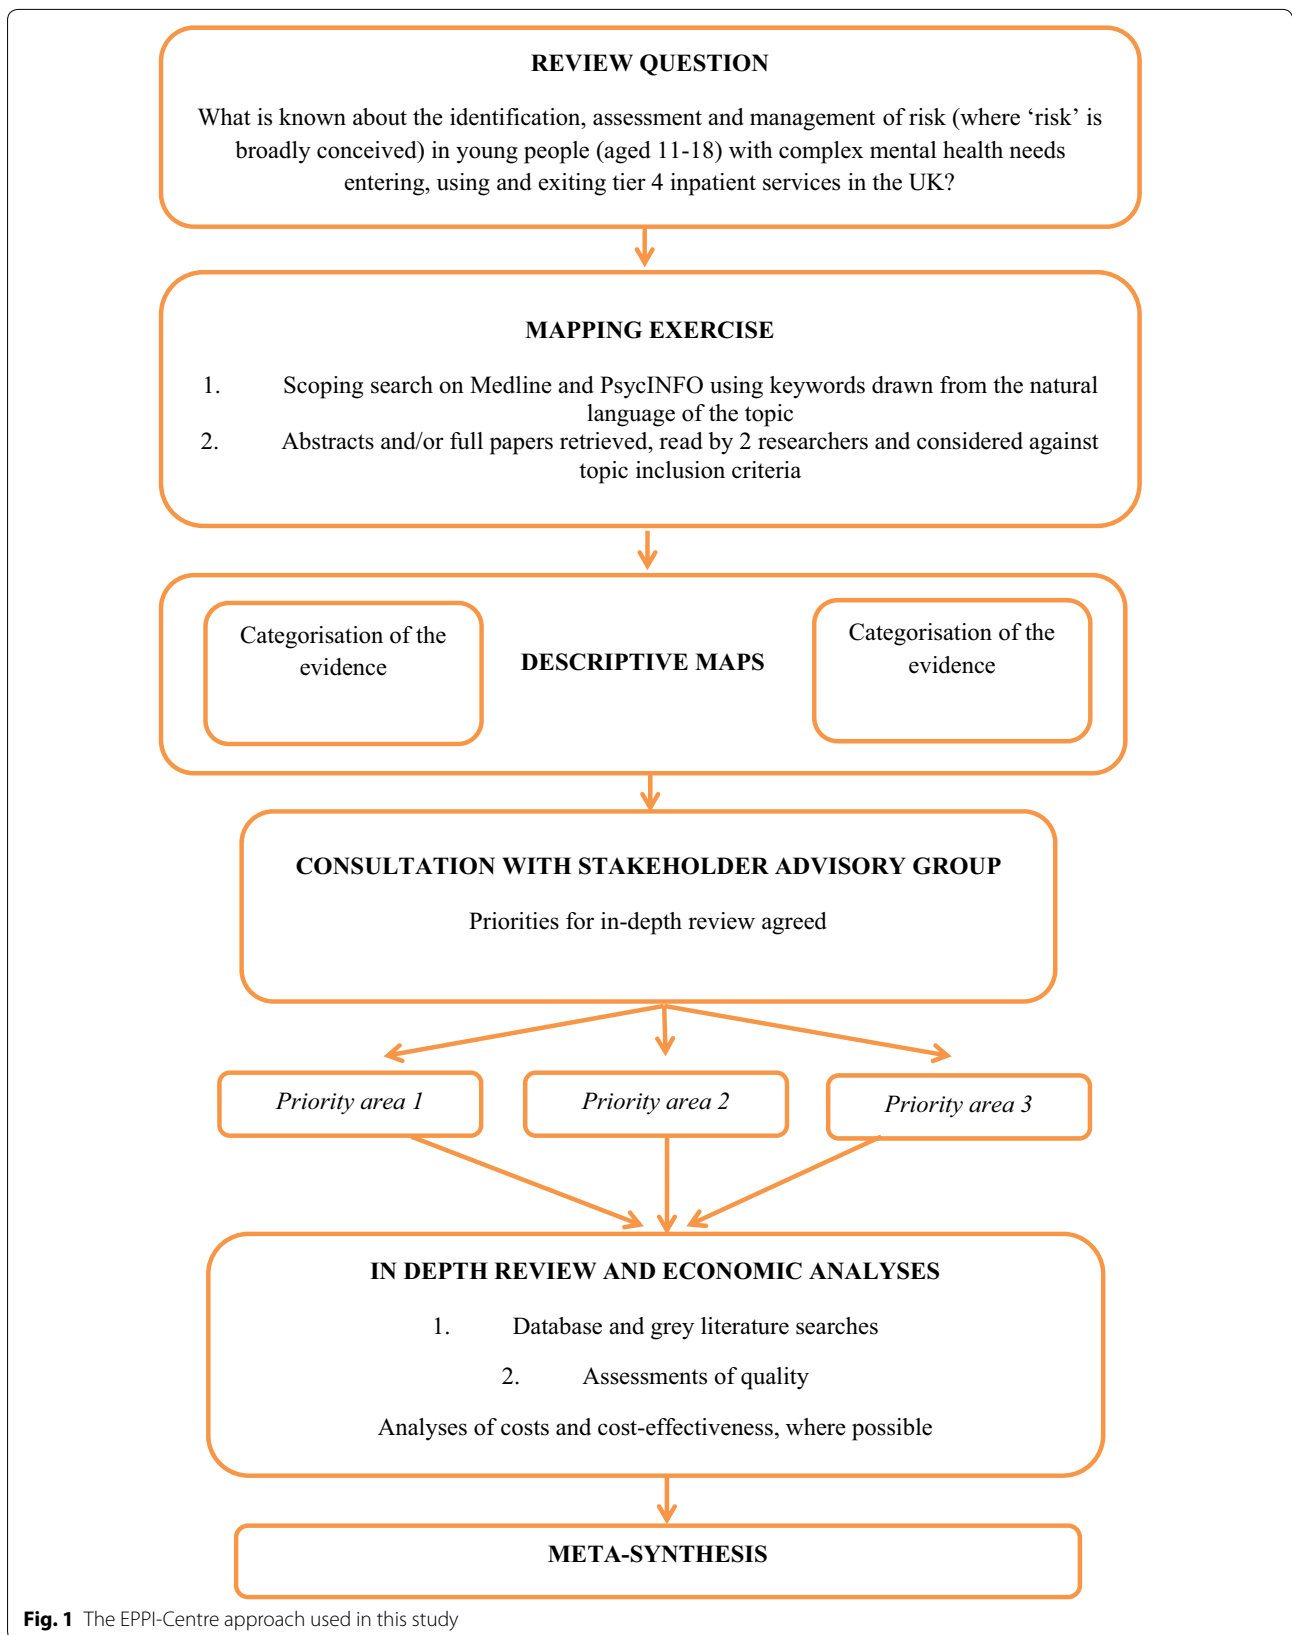 REVIEW QUESTION
What is known about the identification, assessment and management of risk (where ‘risk’ is
broadly conceived) in young people (aged 11-18) with complex mental health needs
entering, using and exiting tier 4 inpatient services in the UK?
MAPPING EXERCISE
1. Scoping search on Medline and PsycINFO using keywords drawn from the natural
language of the topic
2. Abstracts and/or full papers retrieved, read by 2 researchers and considered against
topic inclusion criteria
Categorisation of the
evidence
DESCRIPTIVE MAPS
Categorisation of the
evidence
CONSULTATION WITH STAKEHOLDER ADVISORY GROUP
Priorities for in-depth review agreed
Priority area 1
Priority area 2
Priority area 3
IN DEPTH REVIEW AND ECONOMIC ANALYSES
1. Database and grey literature searches
2. Assessments of quality
Analyses of costs and cost-effectiveness, where possible
META-SYNTHESIS
Fig. 1 The EPPI-Centre approach used in this study